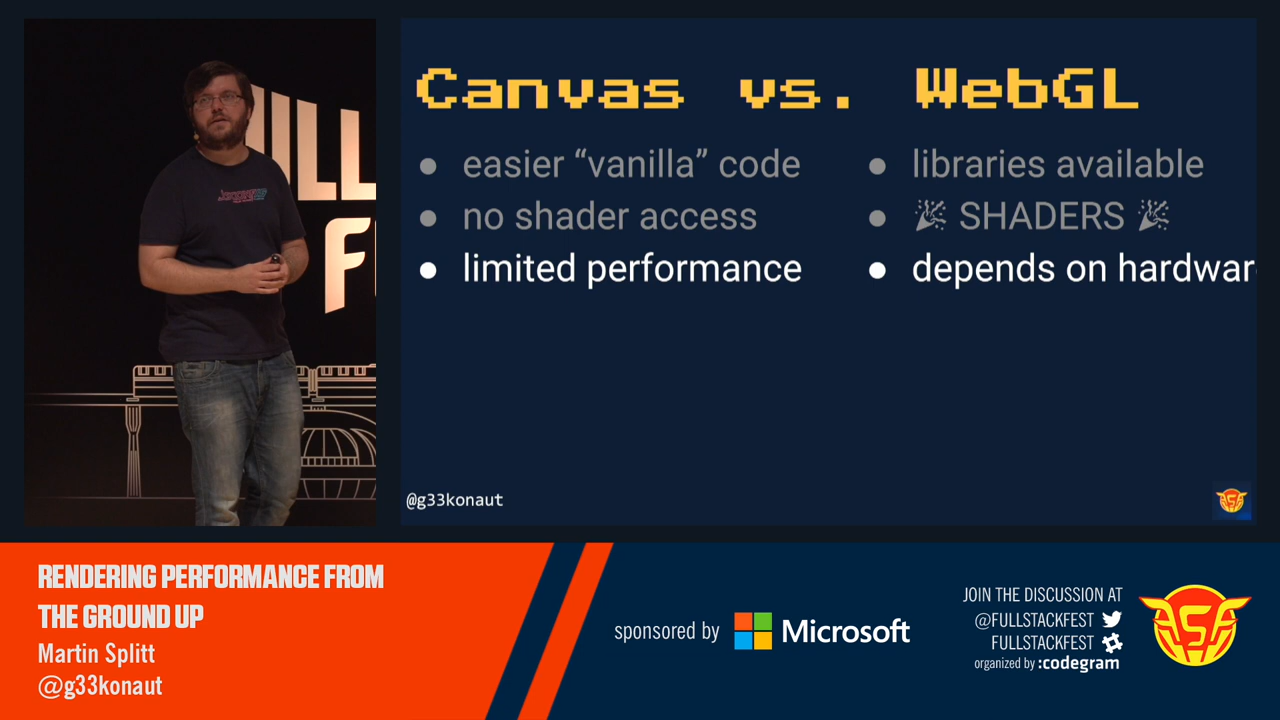 ILL
F
Canvas vs. WebGL
• easier “vanilla” code
• no shader access
• limited performance
• libraries available
• 🎉 SHADERS 🎉
• depends on hardwar
@g33konaut
RENDERING PERFORMANCE FROM
THE GROUND UP
Martin Splitt
@g33konaut
sponsored by Microsoft
JOIN THE DISCUSSION AT
@FULLSTACKFEST
FULLSTACKFEST
organized by :codegram